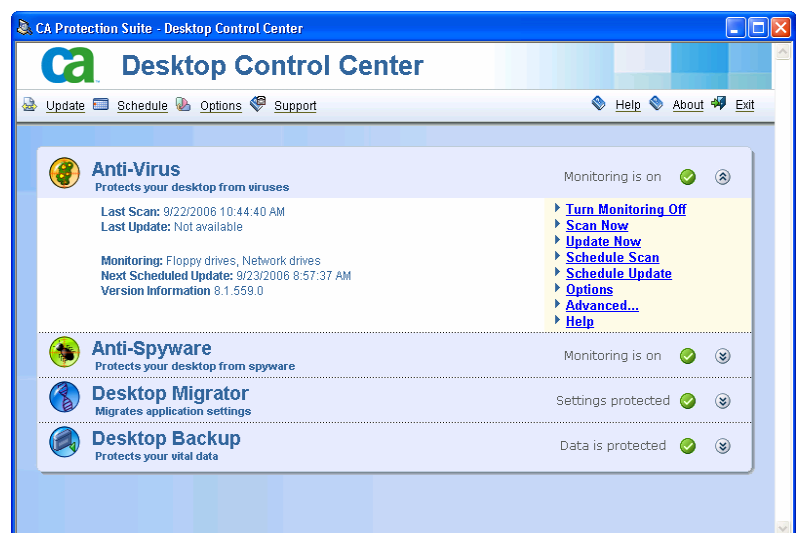 CA Protection Suite - Desktop Control Center
ca Desktop Control Center
Update Schedule Options Support Help About Exit
Anti-Virus
Protects your desktop from viruses
Monitoring is on
Last Scan: 9/22/2006 10:44:40 AM
Last Update: Not available
Monitoring: Floppy drives, Network drives
Next Scheduled Update: 9/23/2006 8:57:37 AM
Version Information 8.1.559.0
Turn Monitoring Off
Scan Now
Update Now
Schedule Scan
Schedule Update
Options
Advanced...
Help
Anti-Spyware
Protects your desktop from spyware
Monitoring is on
Desktop Migrator
Migrates application settings
Settings protected
Desktop Backup
Protects your vital data
Data is protected